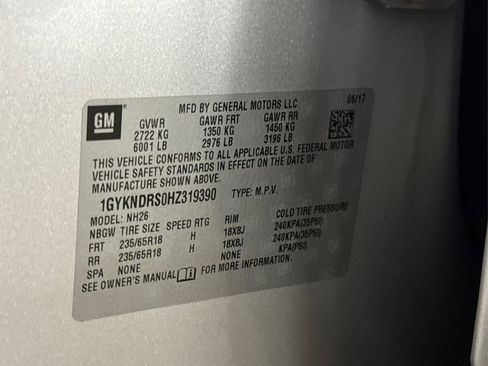 GM
MFD BY GENERAL MOTORS LLC 06/17
GVWR GAWR FRT GAWR RR
2722 KG 1350 KG 1450 KG
6001 LB 2976 LB 3196 LB
THIS VEHICLE CONFORMS TO ALL APPLICABLE U.S. FEDERAL MOTOR
VEHICLE SAFETY STANDARDS IN EFFECT ON THE DATE OF
MANUFACTURE SHOWN ABOVE.
1GYKNDRS0HZ319390 TYPE: M.P.V.
MODEL: NH26
NBGW TIRE SIZE SPEED RTG RIM COLD TIRE PRESSURE
FRT 235/65R18 H 18X8J 240KPA(35PSI)
RR 235/65R18 H 18X8J 240KPA(35PSI)
SPA NONE NONE KPA(PSI)
SEE OWNER'S MANUAL FOR MORE INFORMATION.